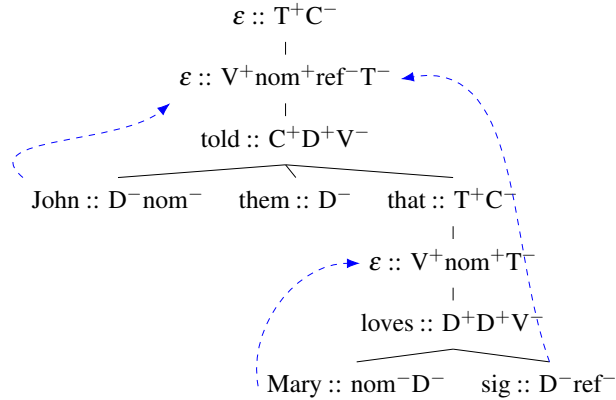 ε :: T⁺C⁻
ε :: V⁺nom⁺ref⁻T⁻
told :: C⁺D⁺V⁻
John :: D⁻nom⁻ them :: D⁻ that :: T⁺C⁻
ε :: V⁺nom⁺T⁻
loves :: D⁺D⁺V⁻
Mary :: nom⁻D⁻ sig :: D⁻ref⁻